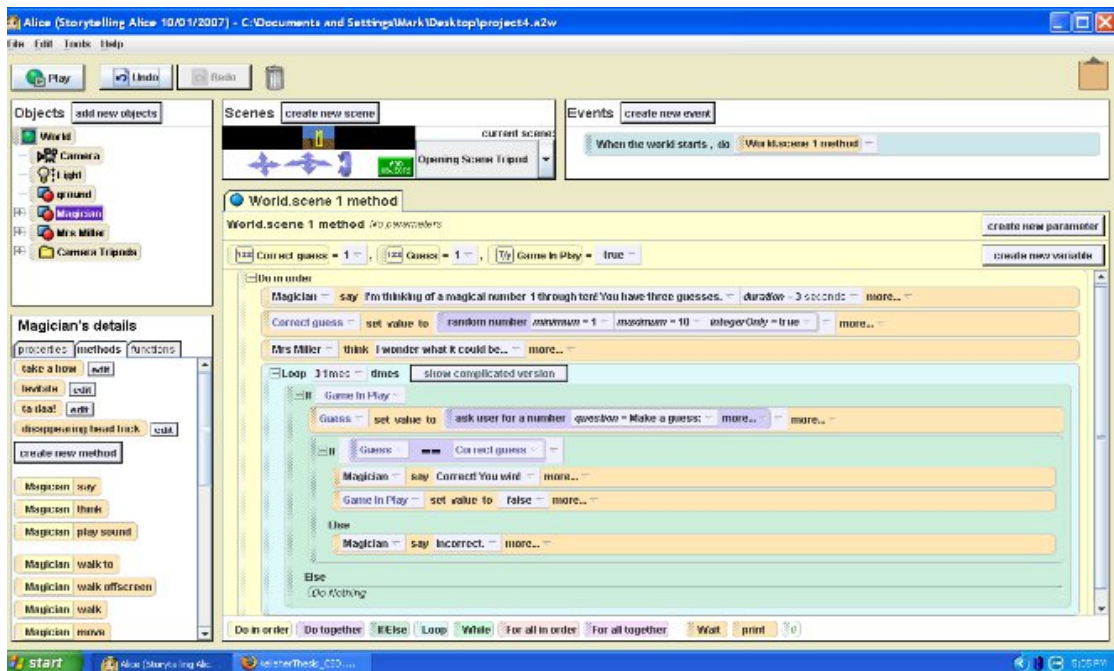 Alice (Storytelling Alice 10/01/2007) - C:\Documents and Settings\Mark\Desktop\project4.a2w
File Edit Tools Help
Play Undo Redo
Objects add new objects
World
Camera
Light
ground
Magician
Mrs Miller
Camera Tripods
Scenes create new scene
current scene:
Opening Scene Tripod
Events create new event
When the world starts , do World.scene 1 method
Magician's details
properties methods functions
take a bow edit
levitate edit
ta daa! edit
disappearing head trick edit
create new method
Magician say
Magician think
Magician play sound
Magician walk to
Magician walk offscreen
Magician walk
Magician move
World.scene 1 method
World.scene 1 method No parameters
create new parameter
123 Correct guess = 1 , 123 Guess = 1 , T/F Game In Play = true
create new variable
Do in order
Magician say I'm thinking of a magical number 1 through ten! You have three guesses. duration = 3 seconds more...
Correct guess set value to random number minimum = 1 maximum = 10 integerOnly = true more...
Mrs Miller think I wonder what it could be... more...
Loop 3 times times show complicated version
If Game In Play
Guess set value to ask user for a number question = Make a guess: more... more...
If Guess == Correct guess
Magician say Correct! You win! more...
Game In Play set value to false more...
Else
Magician say Incorrect. more...
Else
(Do Nothing
Do in order Do together If/Else Loop While For all in order For all together Wait print
start Alice (Storytelling Alic... 5:05 PM